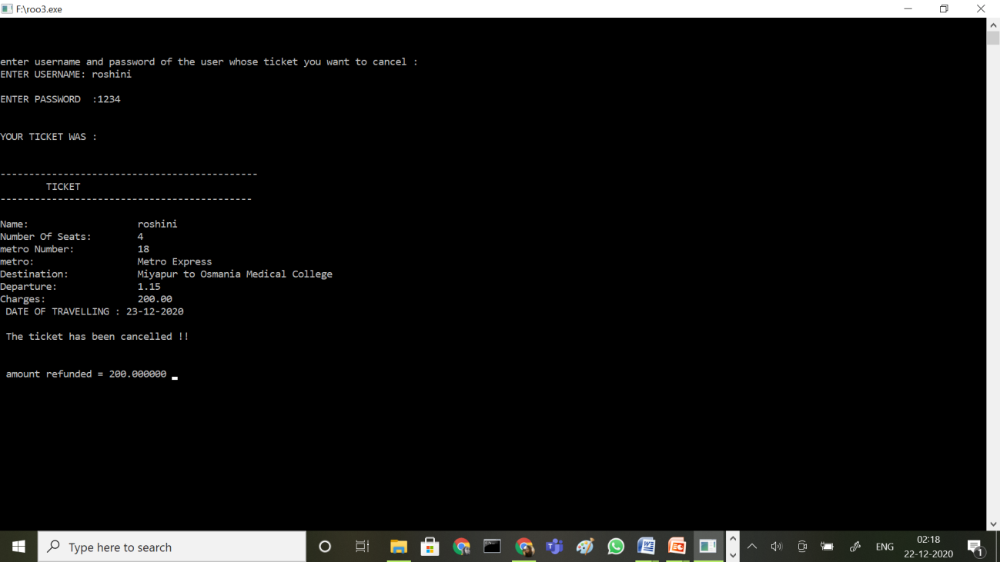 F:\roo3.exe
enter username and password of the user whose ticket you want to cancel :
ENTER USERNAME: roshini
ENTER PASSWORD  :1234
YOUR TICKET WAS :
---------------------------------------------
        TICKET
--------------------------------------------
Name:                   roshini
Number Of Seats:        4
metro Number:           18
metro:                  Metro Express
Destination:            Miyapur to Osmania Medical College
Departure:              1.15
Charges:                200.00
 DATE OF TRAVELLING : 23-12-2020
 The ticket has been cancelled !!
 amount refunded = 200.000000
Type here to search
ENG
02:18
22-12-2020
1